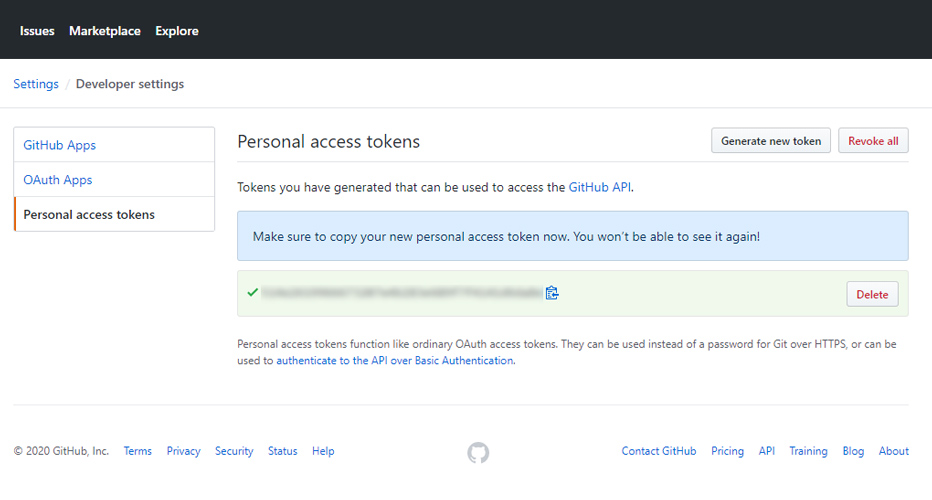 Issues Marketplace Explore
Settings / Developer settings
GitHub Apps
OAuth Apps
Personal access tokens
Personal access tokens
Generate new token
Revoke all
Tokens you have generated that can be used to access the GitHub API.
Make sure to copy your new personal access token now. You won’t be able to see it again!
Delete
Personal access tokens function like ordinary OAuth access tokens. They can be used instead of a password for Git over HTTPS, or can be
used to authenticate to the API over Basic Authentication.
© 2020 GitHub, Inc. Terms Privacy Security Status Help
Contact GitHub Pricing API Training Blog About